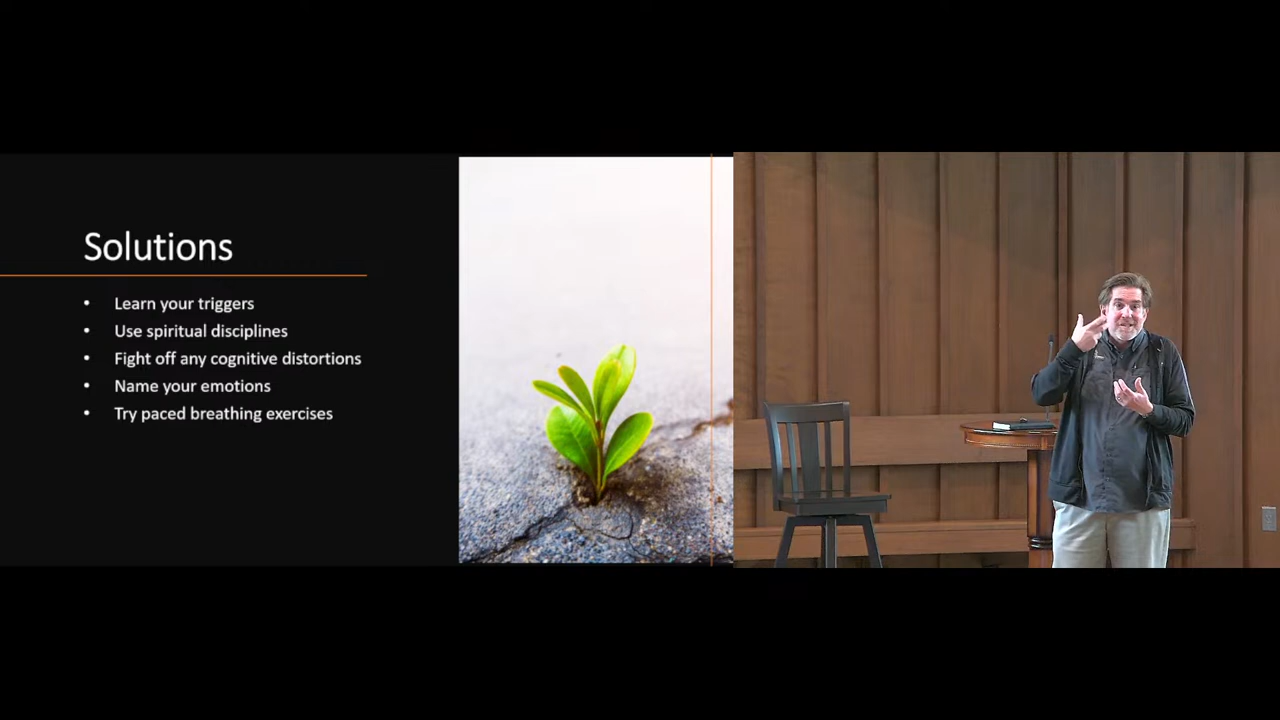 Solutions
• Learn your triggers
• Use spiritual disciplines
• Fight off any cognitive distortions
• Name your emotions
• Try paced breathing exercises